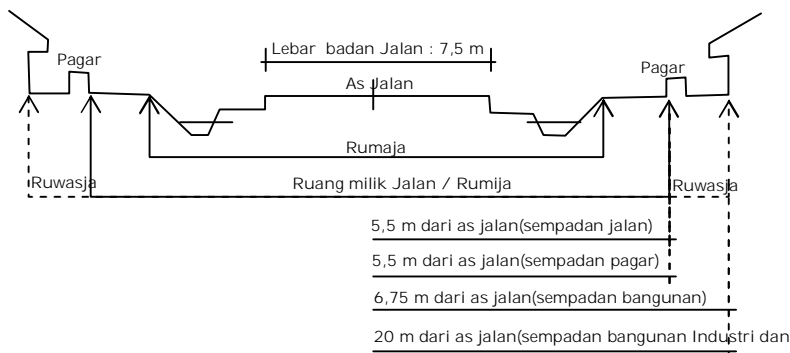 Lebar badan Jalan : 7,5 m
Pagar
Pagar
As Jalan
Rumaja
Ruwasja
Ruang milik Jalan / Rumija
Ruwasja
5,5 m dari as jalan(sempadan jalan)
5,5 m dari as jalan(sempadan pagar)
6,75 m dari as jalan(sempadan bangunan)
20 m dari as jalan(sempadan bangunan Industri dan